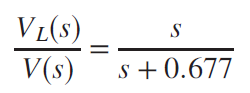 V_L(s) / V(s) = s / s + 0.677